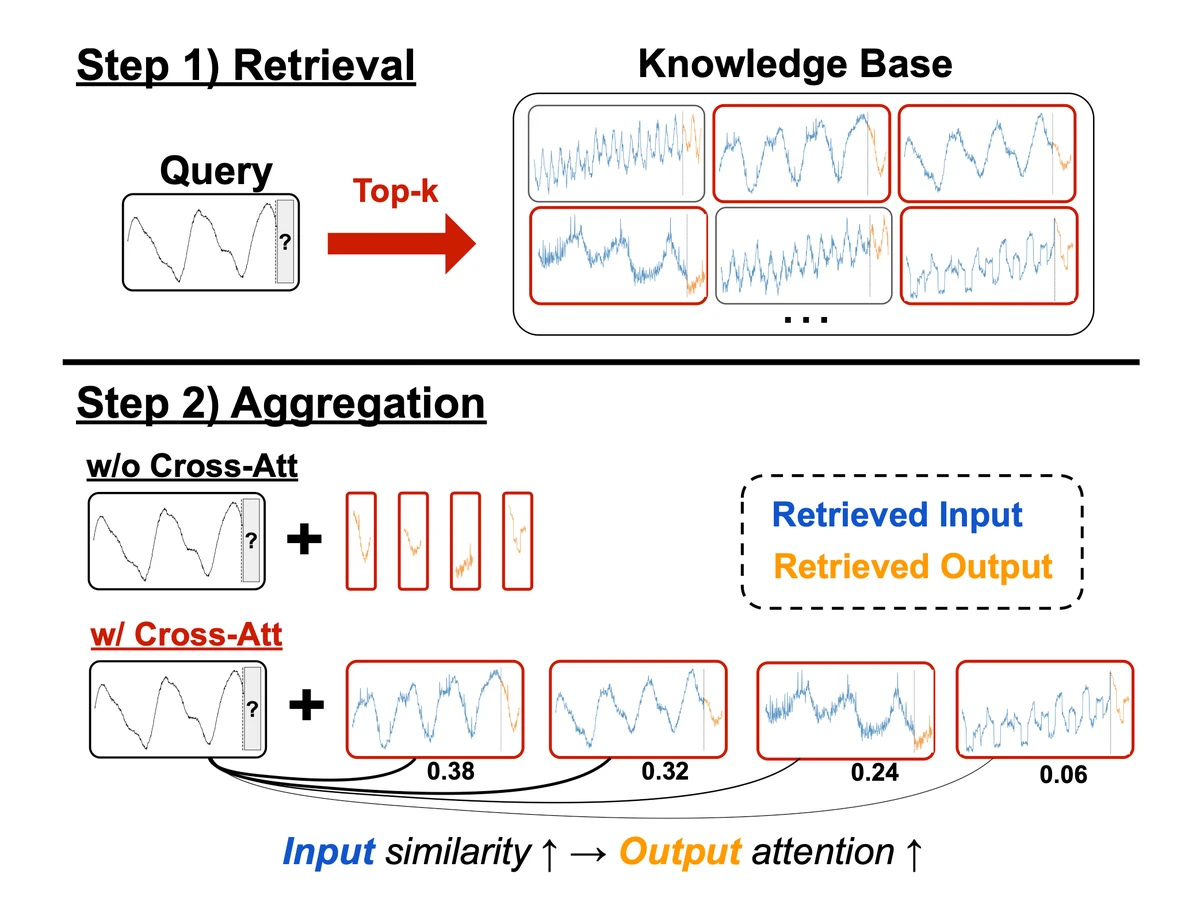 Step 1) Retrieval
Knowledge Base
Query
Top-k
?
. . .
Step 2) Aggregation
w/o Cross-Att
?
+
Retrieved Input
Retrieved Output
w/ Cross-Att
?
+
0.38
0.32
0.24
0.06
Input similarity ↑ → Output attention ↑